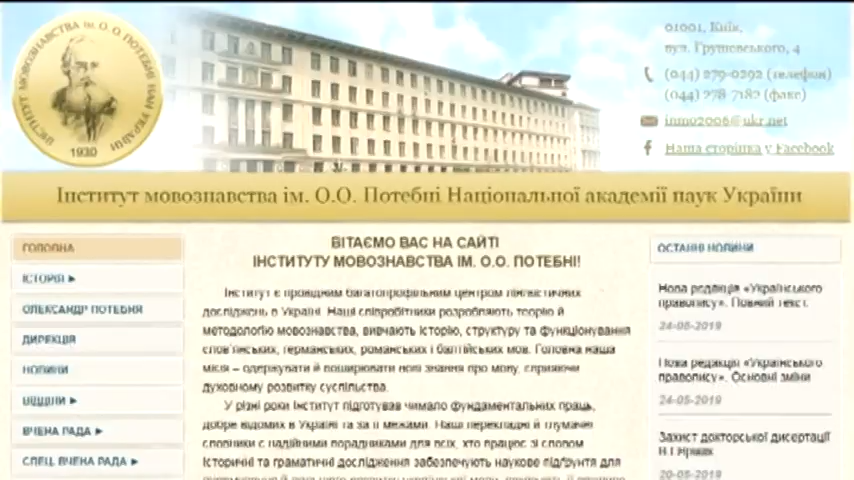 ІНСТИТУТ МОВОЗНАВСТВА ІМ. О. О. ПОТЕБНІ НАН УКРАЇНИ
1930
01001, Київ,
вул. Грушевського, 4
(044) 279-0292 (телефон)
(044) 278-7182 (факс)
inmo2006@ukr.net
Наша сторінка у Facebook
Інститут мовознавства ім. О.О. Потебні Національної академії наук України
ГОЛОВНА
ІСТОРІЯ ►
ОЛЕКСАНДР ПОТЕБНЯ
ДИРЕКЦІЯ
НОВИНИ
ВІДДІЛИ ►
ВЧЕНА РАДА ►
СПЕЦ. ВЧЕНА РАДА ►
ВІТАЄМО ВАС НА САЙТІ
ІНСТИТУТУ МОВОЗНАВСТВА ІМ. О.О. ПОТЕБНІ!
Інститут є провідним багатопрофільним центром лінгвістичних
досліджень в Україні. Наші співробітники розробляють теорію й
методологію мовознавства, вивчають історію, структуру та функціонування
слов'янських, германських, романських і балтійських мов. Головна наша
місія – одержувати й поширювати нові знання про мову, сприяючи
духовному розвитку суспільства.
У різні роки Інститут підготував чимало фундаментальних праць,
добре відомих в Україні та за її межами. Наші перекладні й тлумачні
словники є надійними порадниками для всіх, хто працює зі словом.
Історичні та граматичні дослідження забезпечують наукове підґрунтя для
ОСТАННІ НОВИНИ
Нова редакція «Українського
правопису». Повний текст.
24-05-2019
Нова редакція «Українського
правопису». Основні зміни
24-05-2019
Захист докторської дисертації
20-05-2019